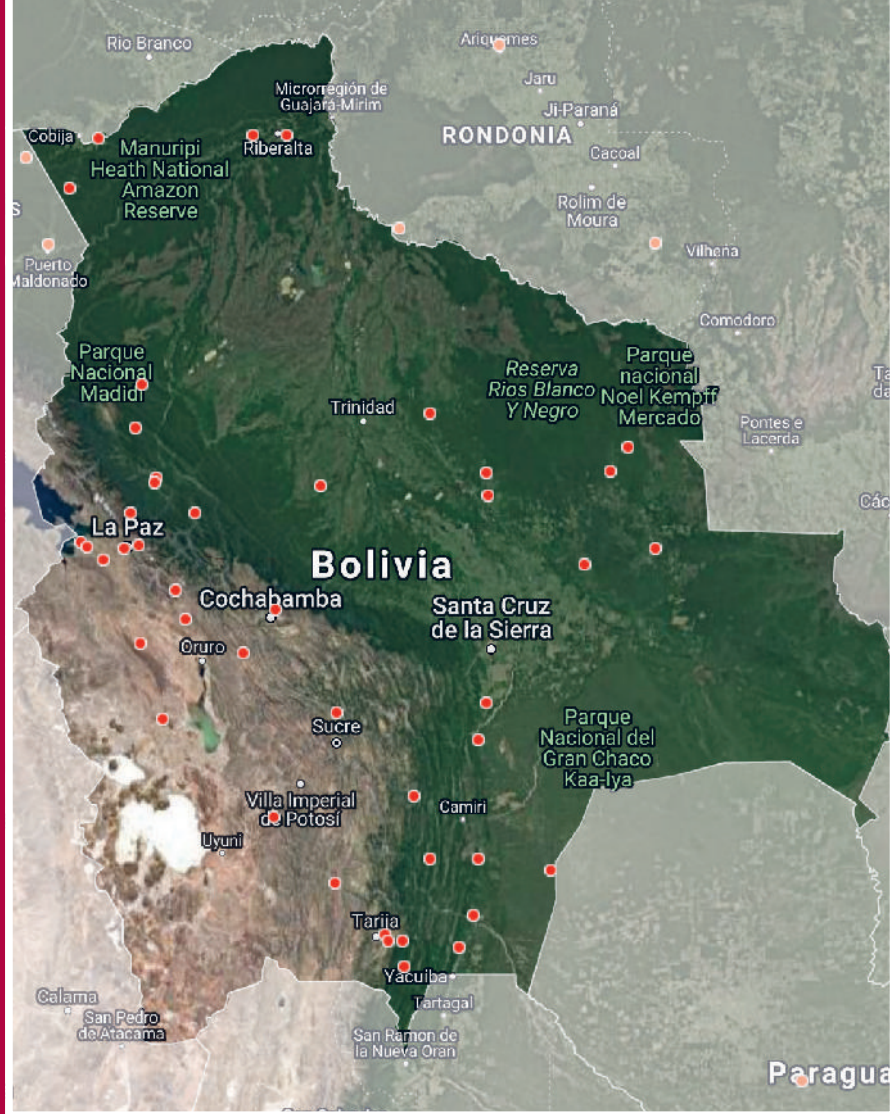 Rio Branco
Ariquemes
Jaru
Microrregión de
Guajará-Mirim
Ji-Paraná
RONDONIA
Cobija
Riberalta
Manuripi
Heath National
Amazon
Reserve
Cacoal
Rolim de
Moura
S
Vilhena
Puerto
Maldonado
Comodoro
Parque
Nacional
Madidi
Reserva
Rios Blanco
Y Negro
Parque
nacional
Noel Kempff
Mercado
Trinidad
Pontes e
Lacerda
Các
La Paz
Bolivia
Cochabamba
Santa Cruz
de la Sierra
Oruro
Sucre
Parque
Nacional del
Gran Chaco
Kaa-Iya
Villa Imperial
de Potosí
Camiri
Uyuni
Tarija
Yacuiba
Calama
San Pedro
de Atacama
Tartagal
San Ramon de
la Nueva Oran
Paragua